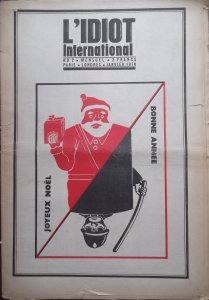 L'IDIOT
International
NO 2 • MENSUEL • 3 FRANCS
PARIS • LONDRES • JANVIER 1970
JOYEUX NOËL
BONNE ANNÉE